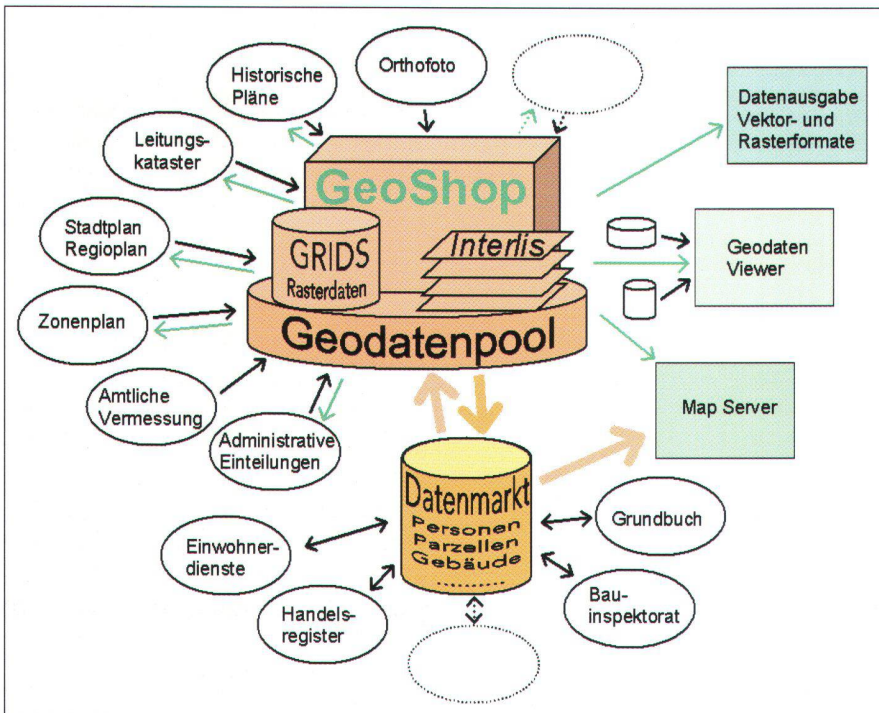 Historische
Pläne
Orthofoto
Datenausgabe
Vektor- und
Rasterformate
Leitungs-
kataster
GeoShop
Stadtplan
Regioplan
GRIDS
Rasterdaten
Interlis
Geodaten
Viewer
Zonenplan
Geodatenpool
Amtliche
Vermessung
Administrative
Einteilungen
Map Server
Datenmarkt
Personen
Parzellen
Gebäude
..........
Einwohner-
dienste
Grundbuch
Handels-
register
Bau-
inspektorat